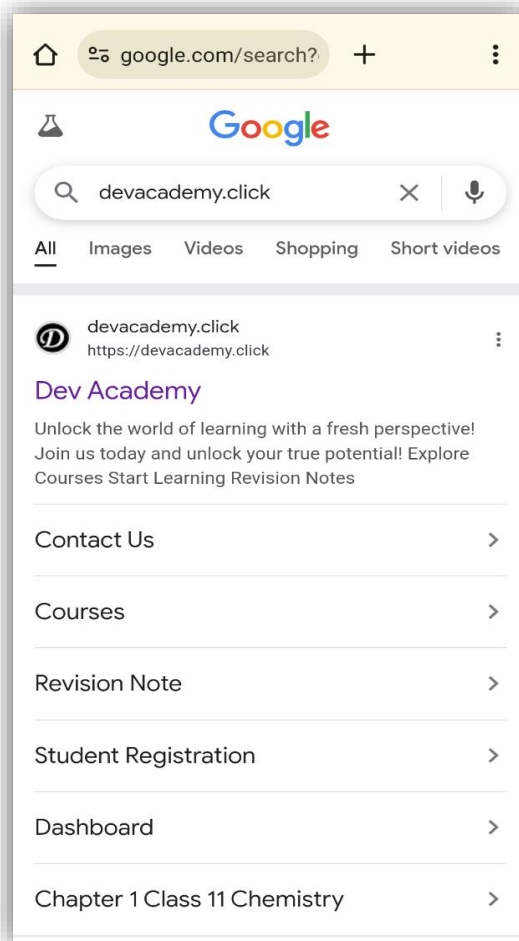 google.com/search?
Google
devacademy.click
All Images Videos Shopping Short videos
D
devacademy.click
https://devacademy.click
Dev Academy
Unlock the world of learning with a fresh perspective!
Join us today and unlock your true potential! Explore
Courses Start Learning Revision Notes
Contact Us
Courses
Revision Note
Student Registration
Dashboard
Chapter 1 Class 11 Chemistry